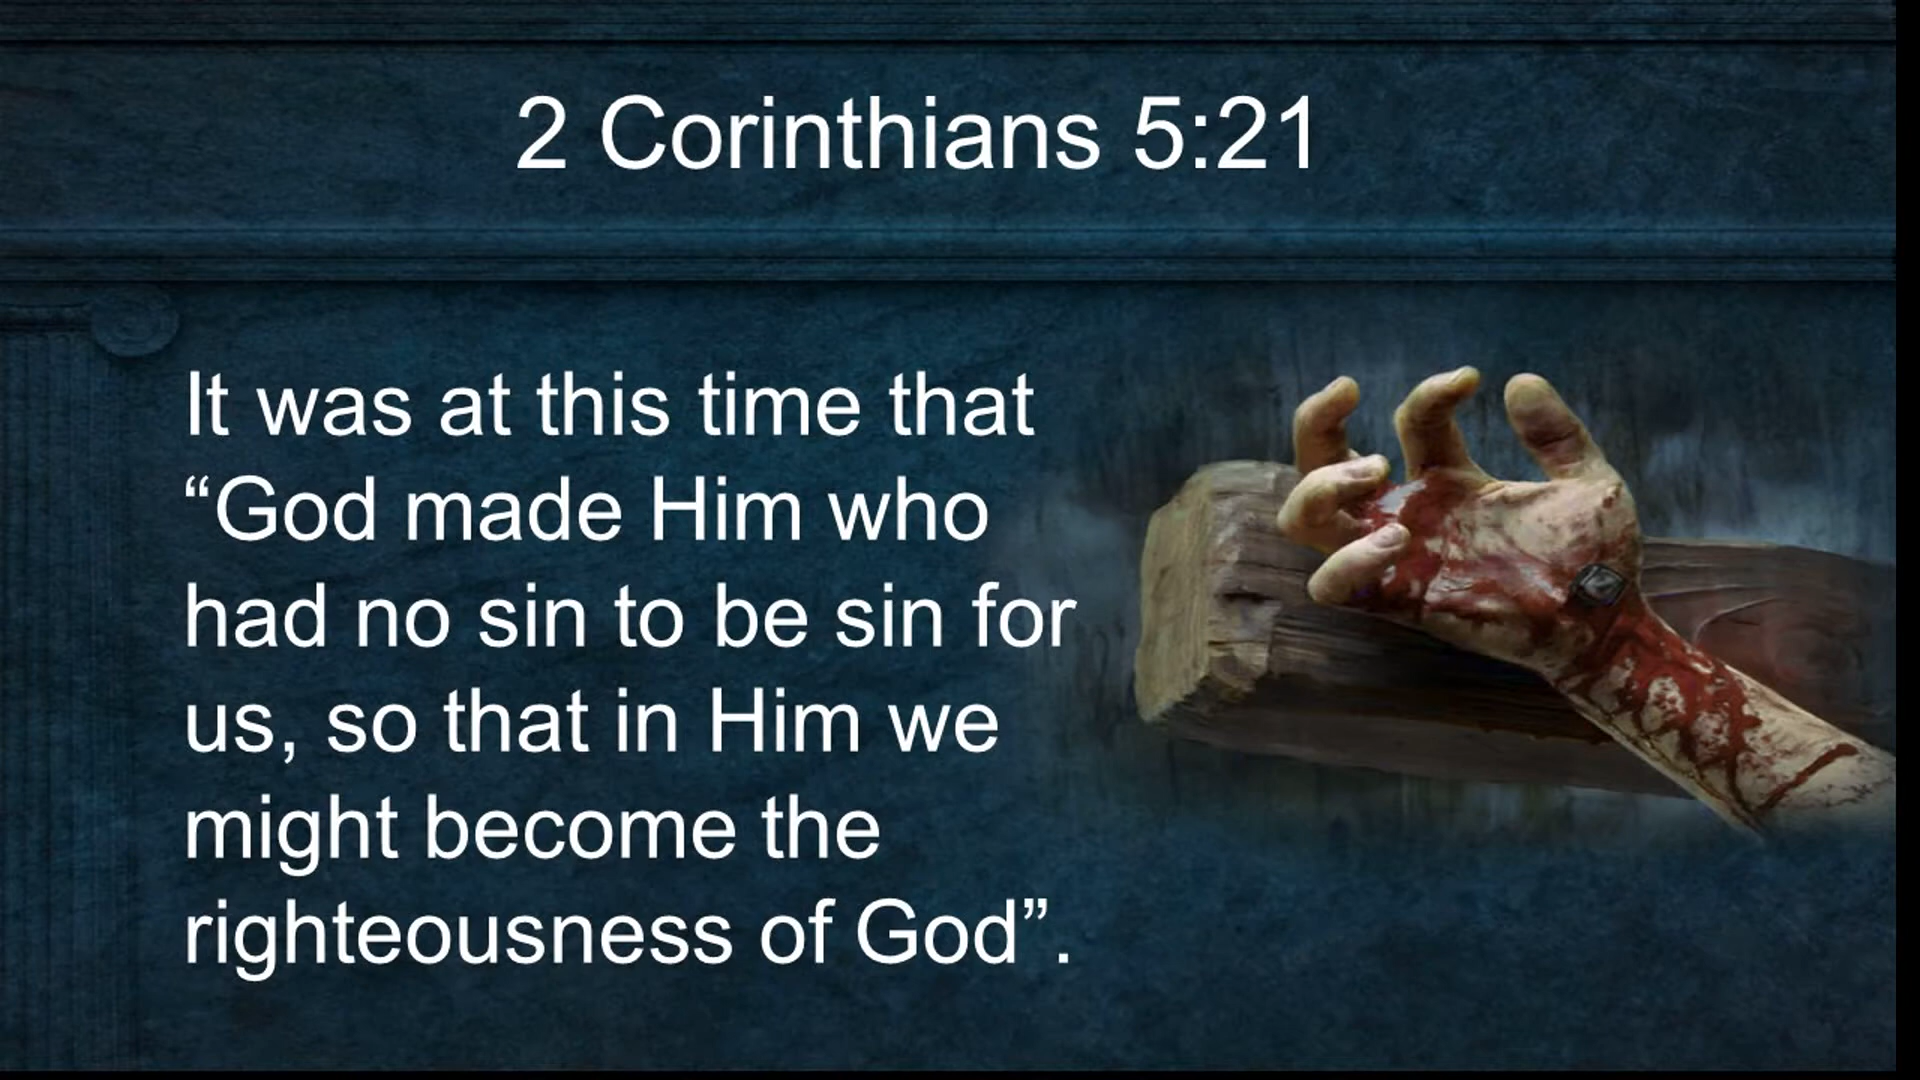 2 Corinthians 5:21
It was at this time that
“God made Him who
had no sin to be sin for
us, so that in Him we
might become the
righteousness of God”.